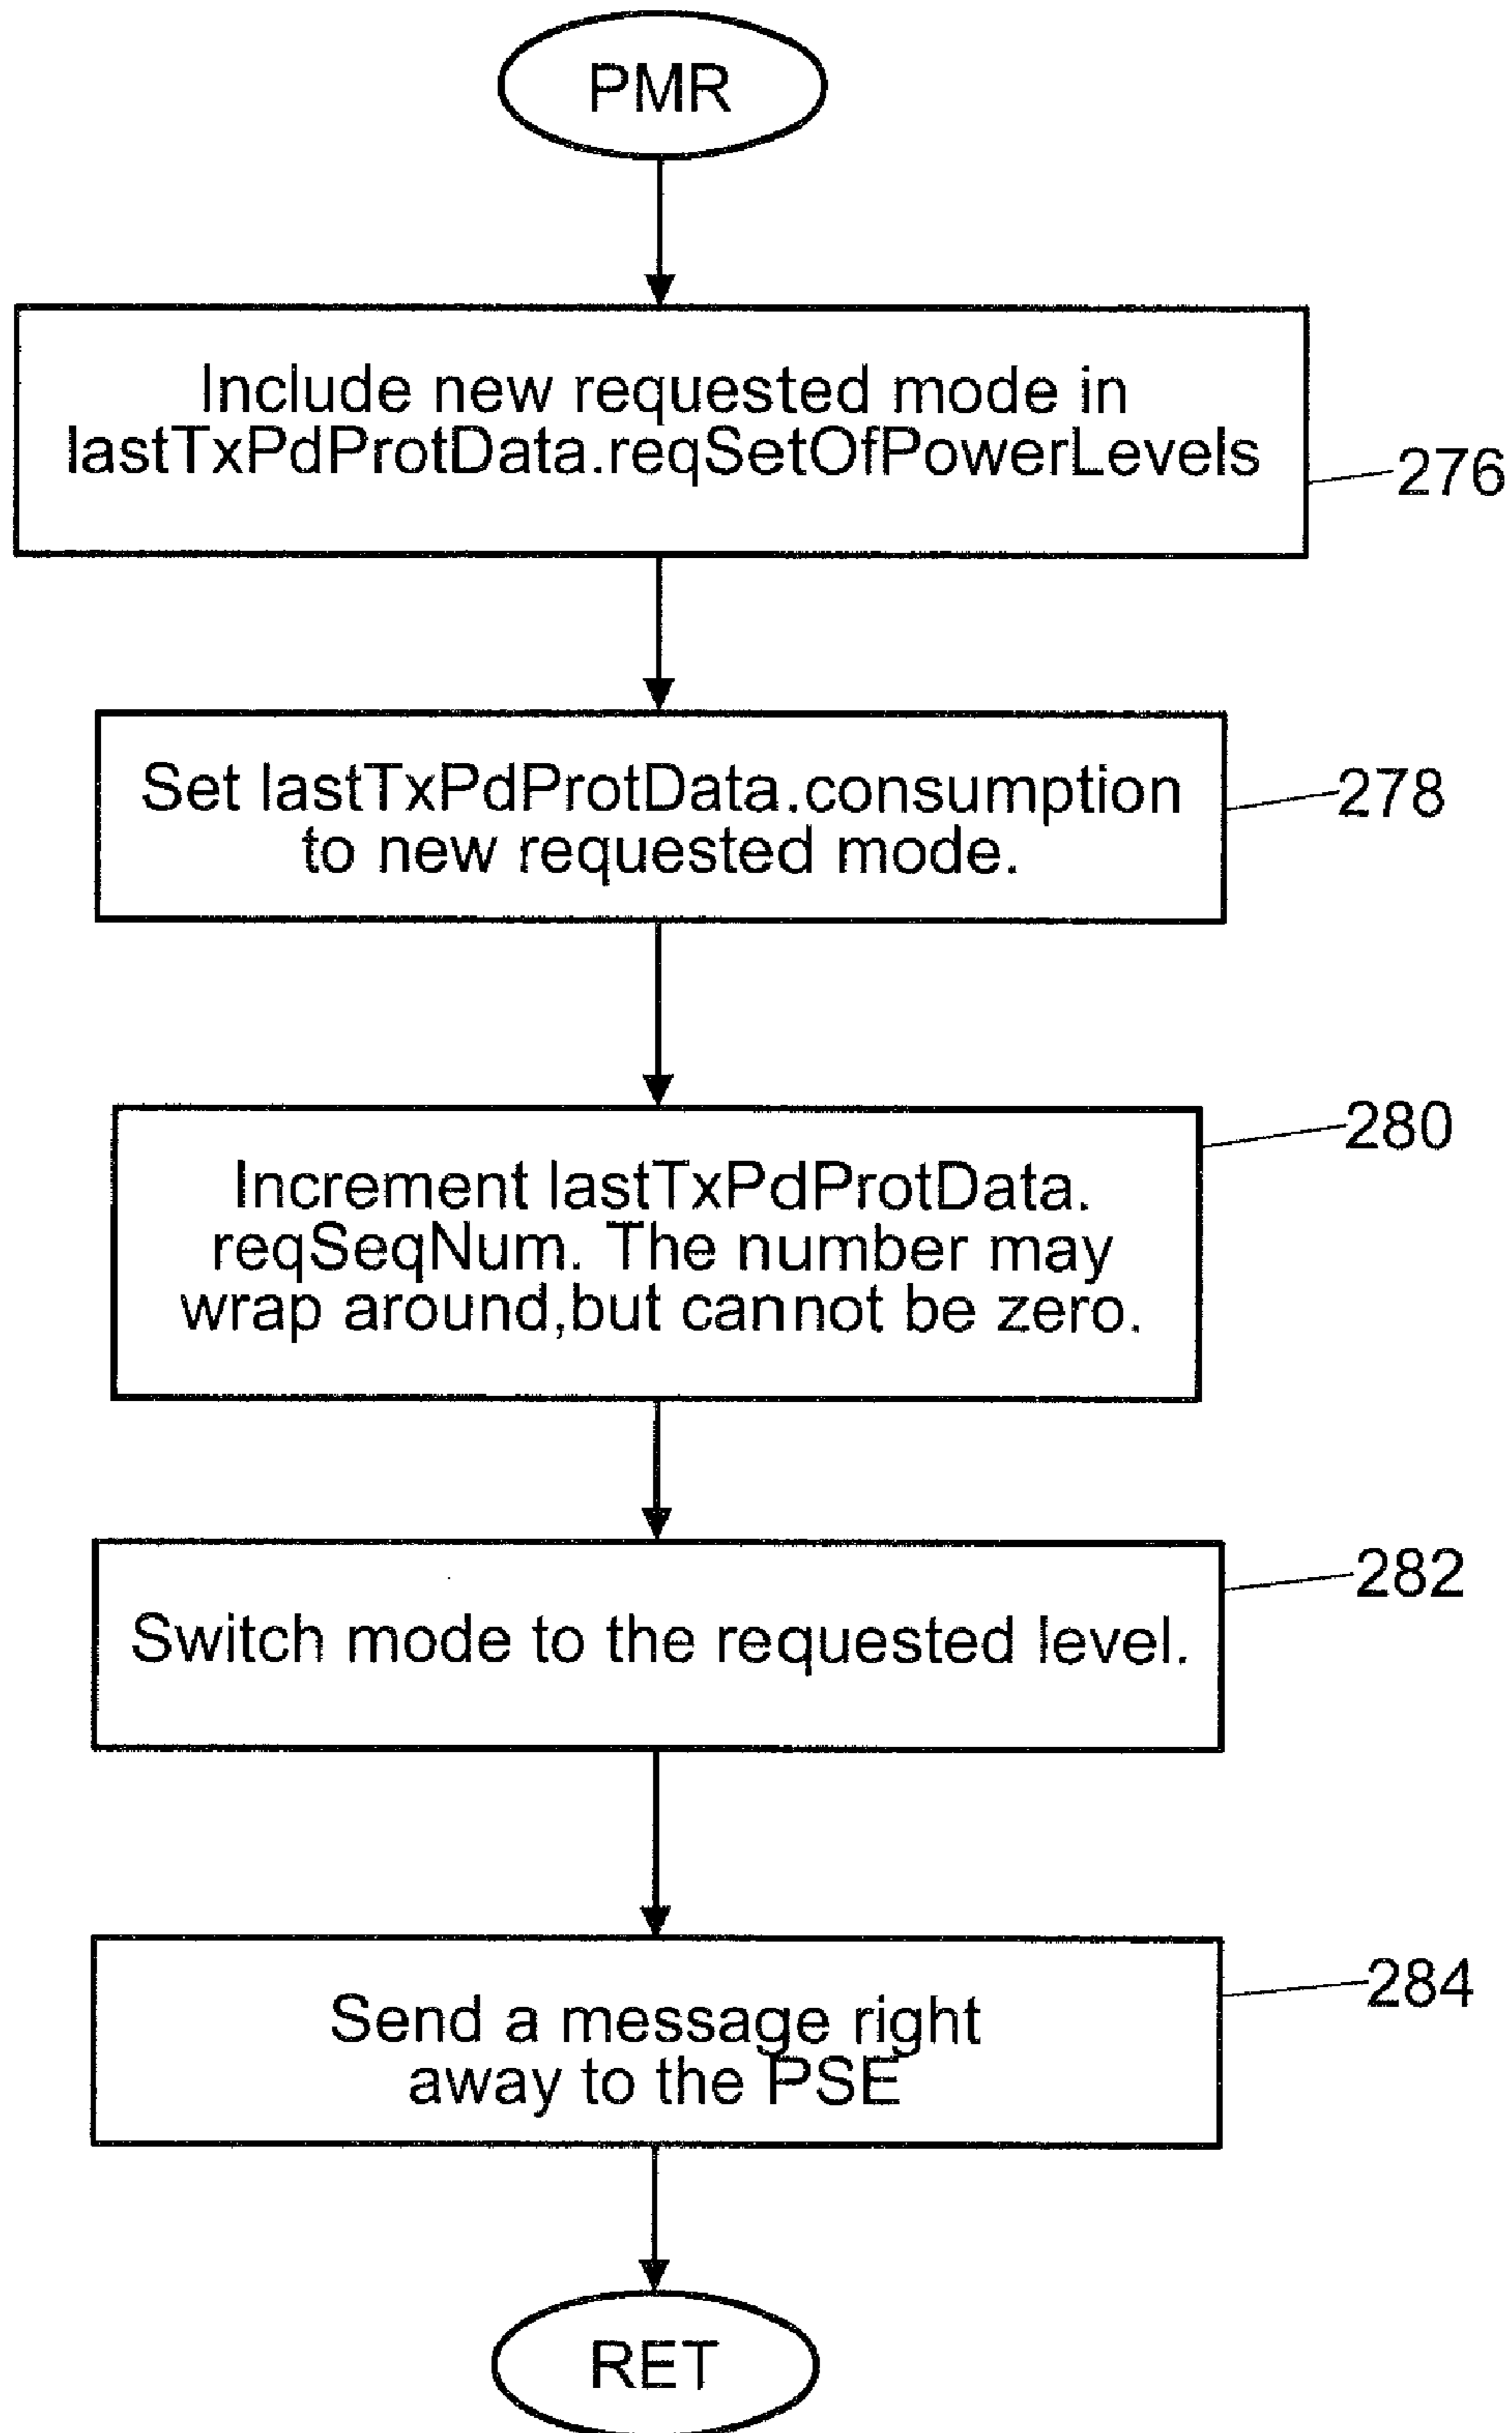 PMR
Include new requested mode in
lastTxPdProtData.reqSetOfPowerLevels
276
Set lastTxPdProtData.consumption
to new requested mode.
278
280
Increment lastTxPdProtData.
reqSeqNum. The number may
wrap around,but cannot be zero.
282
Switch mode to the requested level.
284
Send a message right
away to the PSE
RET